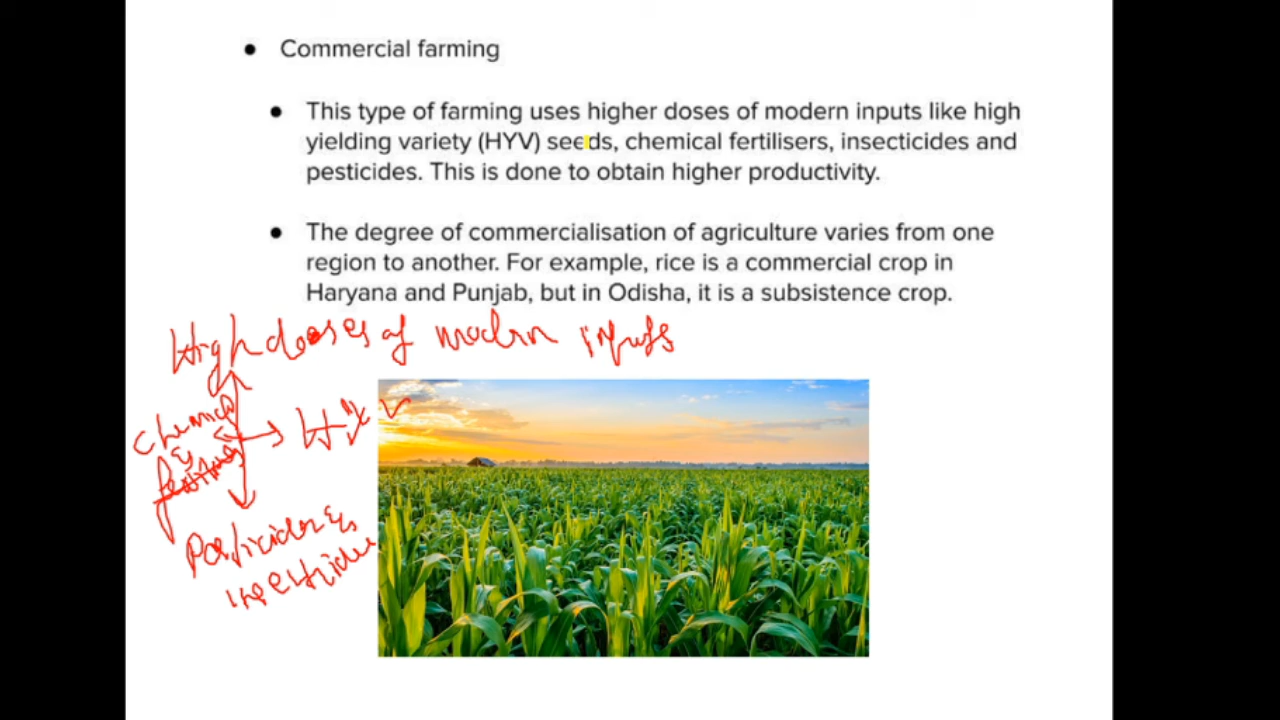 ● Commercial farming
● This type of farming uses higher doses of modern inputs like high
yielding variety (HYV) seeds, chemical fertilisers, insecticides and
pesticides. This is done to obtain higher productivity.
● The degree of commercialisation of agriculture varies from one
region to another. For example, rice is a commercial crop in
Haryana and Punjab, but in Odisha, it is a subsistence crop.
High doses of modern inputs
Chemical
&
→ HYV
Pesticides &
insecticides